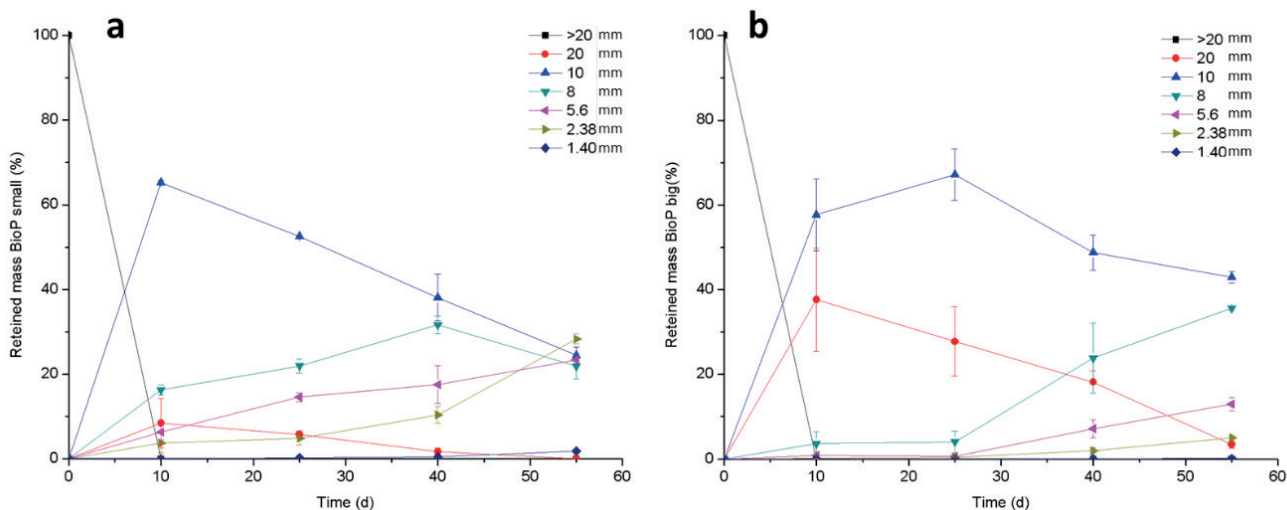 a
>20 mm
20 mm
10 mm
8 mm
5.6 mm
2.38 mm
1.40 mm
100
80
60
40
20
0
Reteined mass BioP small (%)
0 10 20 30 40 50 60
Time (d)
b
>20 mm
20 mm
10 mm
8 mm
5.6 mm
2.38 mm
1.40 mm
100
80
60
40
20
0
Reteined mass BioP big(%)
0 10 20 30 40 50 60
Time (d)